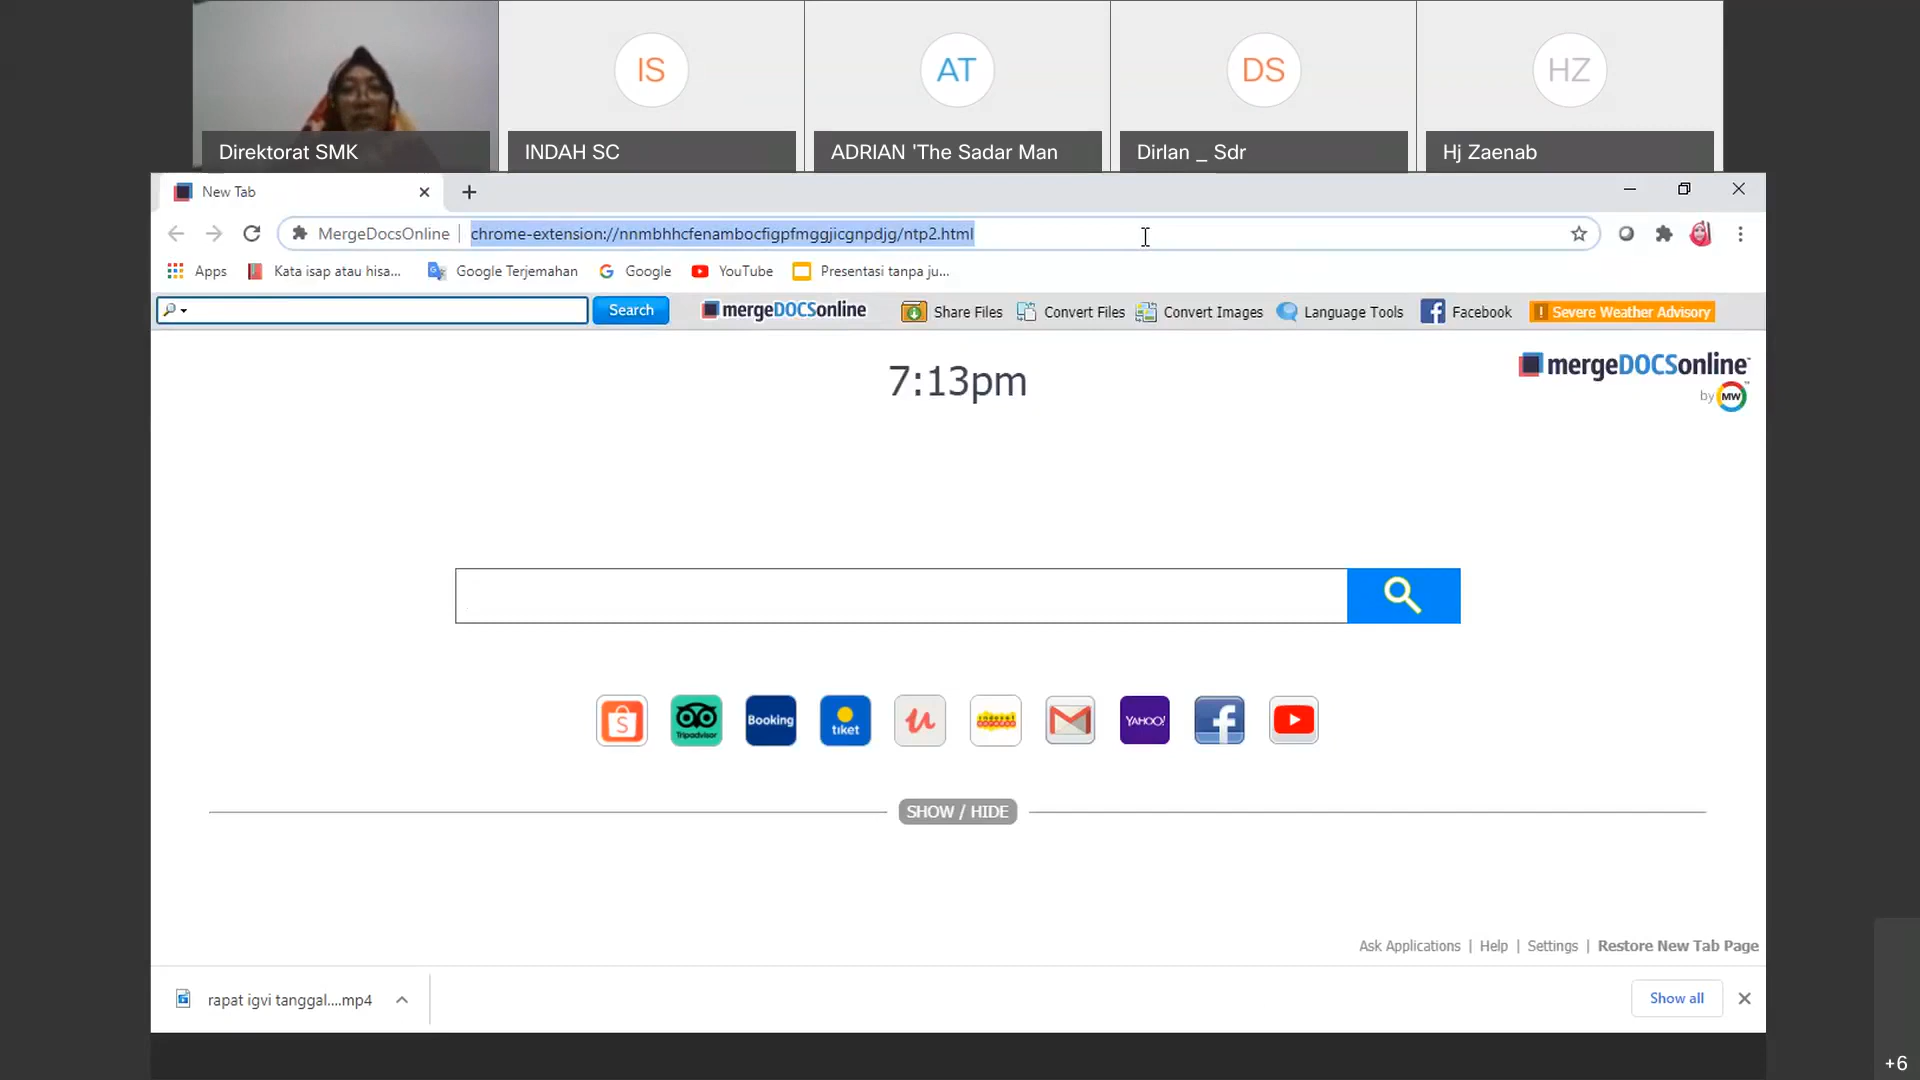 IS
AT
DS
HZ
Direktorat SMK
INDAH SC
ADRIAN 'The Sadar Man
Dirlan _ Sdr
Hj Zaenab
New Tab
MergeDocsOnline
chrome-extension://nnmbhhcfenambocfigpfmggjicgnpdjg/ntp2.html
Apps
Kata isap atau hisa...
Google Terjemahan
Google
YouTube
Presentasi tanpa ju...
Search
mergeDOCSonline
Share Files
Convert Files
Convert Images
Language Tools
Facebook
Severe Weather Advisory
7:13pm
mergeDOCSonline™
by MW
Tripadvisor
Booking
tiket
YAHOO!
SHOW / HIDE
Ask Applications | Help | Settings | Restore New Tab Page
rapat igvi tanggal....mp4
Show all
+6